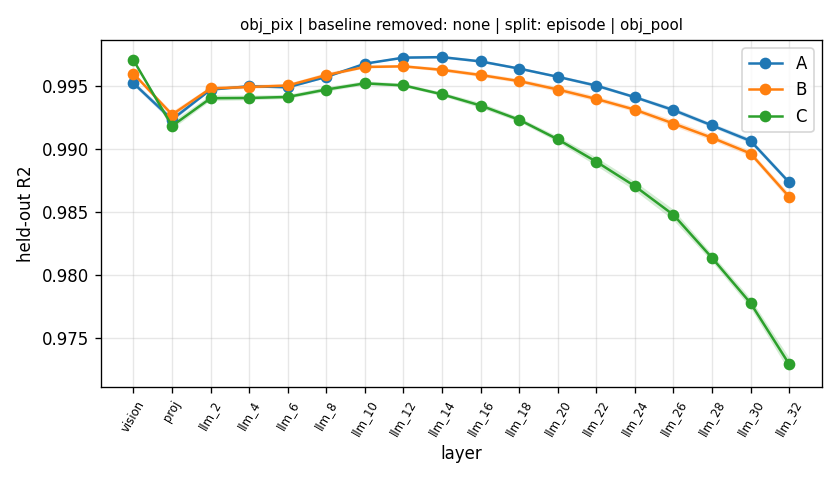 obj_pix | baseline removed: none | split: episode | obj_pool
held-out R2
0.995
0.990
0.985
0.980
0.975
A
B
C
vision
proj
llm_2
llm_4
llm_6
llm_8
llm_10
llm_12
llm_14
llm_16
llm_18
llm_20
llm_22
llm_24
llm_26
llm_28
llm_30
llm_32
layer